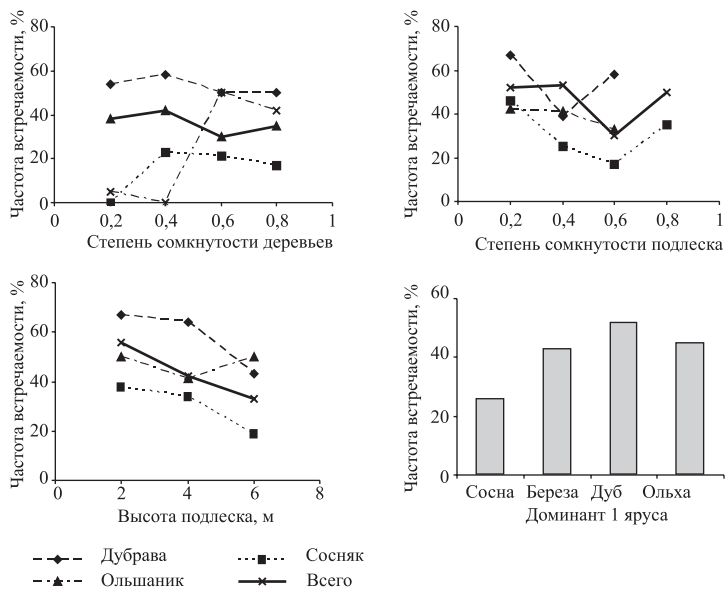 Частота встречаемости, %
80
60
40
20
0
0 0,2 0,4 0,6 0,8 1
Степень сомкнутости деревьев
Частота встречаемости, %
80
60
40
20
0
0 0,2 0,4 0,6 0,8 1
Степень сомкнутости подлеска
Частота встречаемости, %
80
60
40
20
0
0 2 4 6 8
Высота подлеска, м
Частота встречаемости, %
60
40
20
0
Сосна Береза Дуб Ольха
Доминант 1 яруса
Дубрава Сосняк
Ольшаник Всего